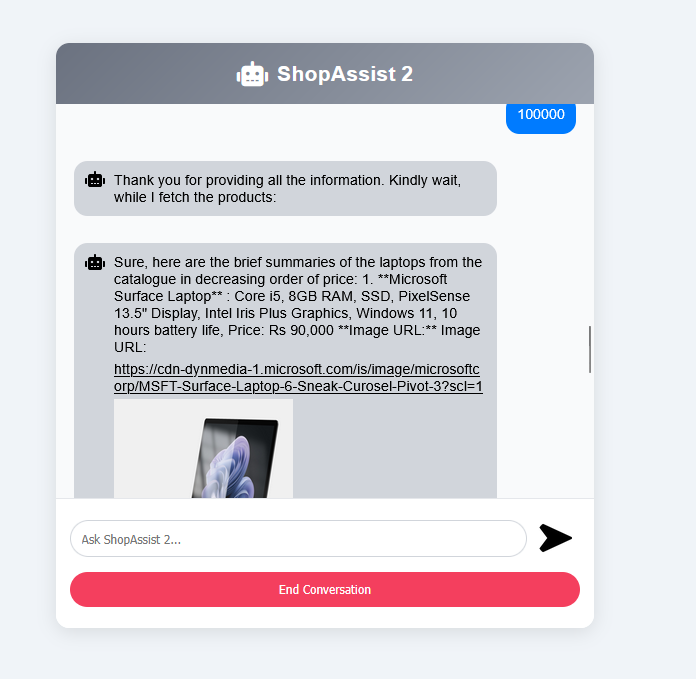 ShopAssist 2
100000
Thank you for providing all the information. Kindly wait,
while I fetch the products:
Sure, here are the brief summaries of the laptops from the
catalogue in decreasing order of price: 1. **Microsoft
Surface Laptop** : Core i5, 8GB RAM, SSD, PixelSense
13.5" Display, Intel Iris Plus Graphics, Windows 11, 10
hours battery life, Price: Rs 90,000 **Image URL:** Image
URL:
https://cdn-dynmedia-1.microsoft.com/is/image/microsoftc
orp/MSFT-Surface-Laptop-6-Sneak-Curosel-Pivot-3?scl=1
Ask ShopAssist 2...
End Conversation